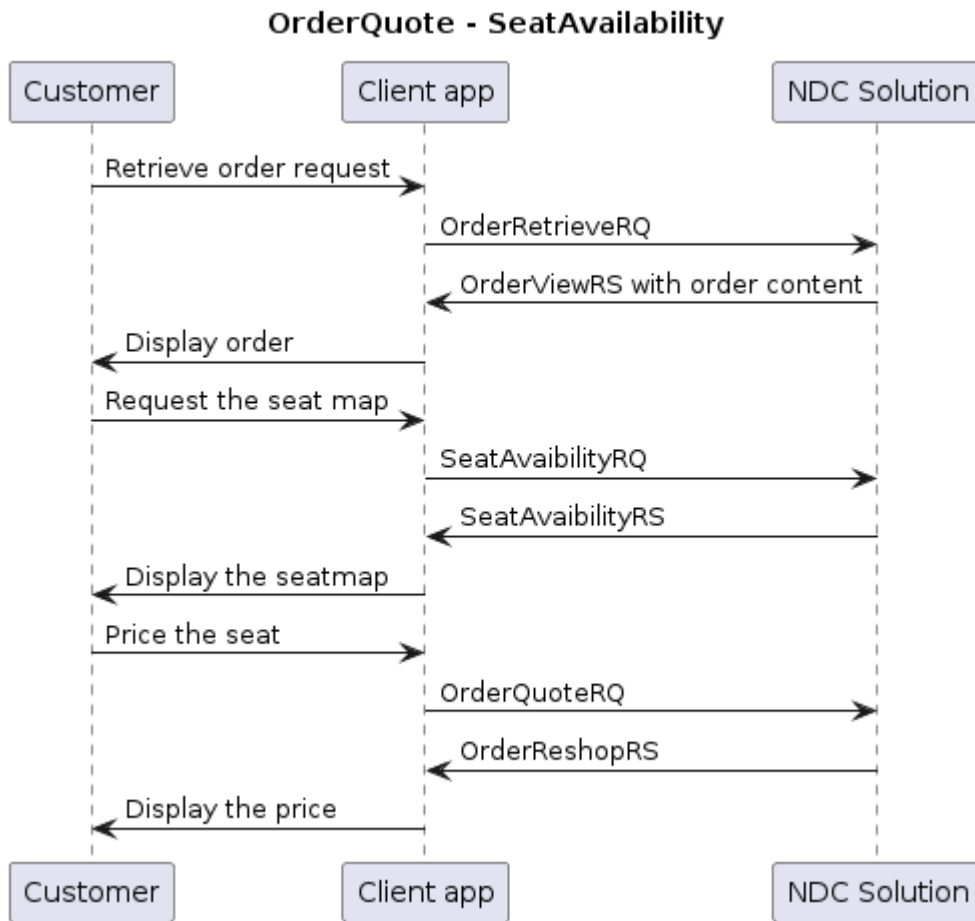 OrderQuote - SeatAvailability
Customer
Client app
NDC Solution
Retrieve order request
OrderRetrieveRQ
OrderViewRS with order content
Display order
Request the seat map
SeatAvaibilityRQ
SeatAvaibilityRS
Display the seatmap
Price the seat
OrderQuoteRQ
OrderReshopRS
Display the price
Customer
Client app
NDC Solution